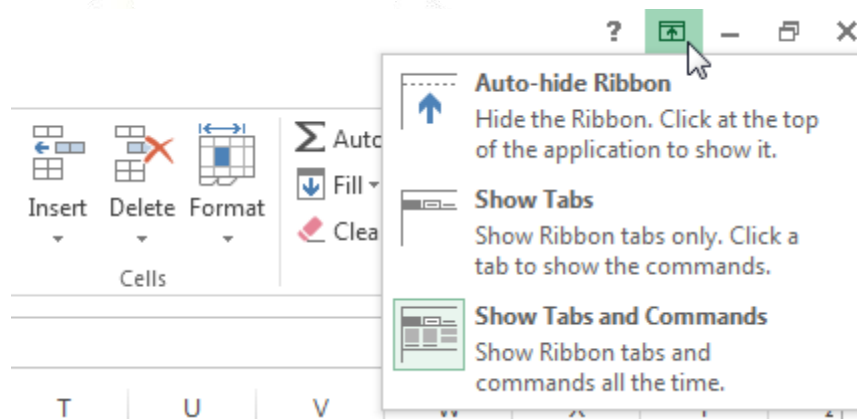 ?
Auto-hide Ribbon
Hide the Ribbon. Click at the top
of the application to show it.
Show Tabs
Show Ribbon tabs only. Click a
tab to show the commands.
Show Tabs and Commands
Show Ribbon tabs and
commands all the time.
Σ Auto
Fill
Clea
Insert Delete Format
Cells
T U V